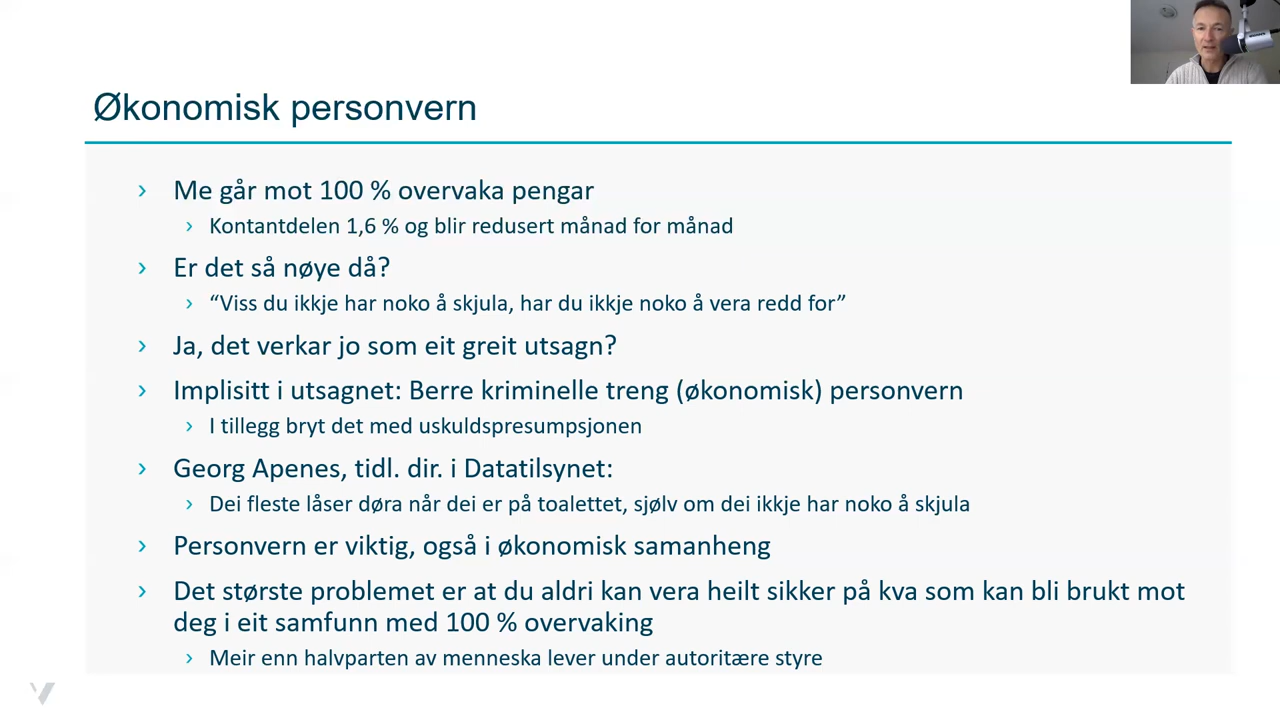 Økonomisk personvern
› Me går mot 100 % overvaka pengar
› Kontantdelen 1,6 % og blir redusert månad for månad
› Er det så nøye då?
› “Viss du ikkje har noko å skjula, har du ikkje noko å vera redd for”
› Ja, det verkar jo som eit greit utsagn?
› Implisitt i utsagnet: Berre kriminelle treng (økonomisk) personvern
› I tillegg bryt det med uskuldspresumpsjonen
› Georg Apenes, tidl. dir. i Datatilsynet:
› Dei fleste låser døra når dei er på toalettet, sjølv om dei ikkje har noko å skjula
› Personvern er viktig, også i økonomisk samanheng
› Det største problemet er at du aldri kan vera heilt sikker på kva som kan bli brukt mot
deg i eit samfunn med 100 % overvaking
› Meir enn halvparten av menneska lever under autoritære styre